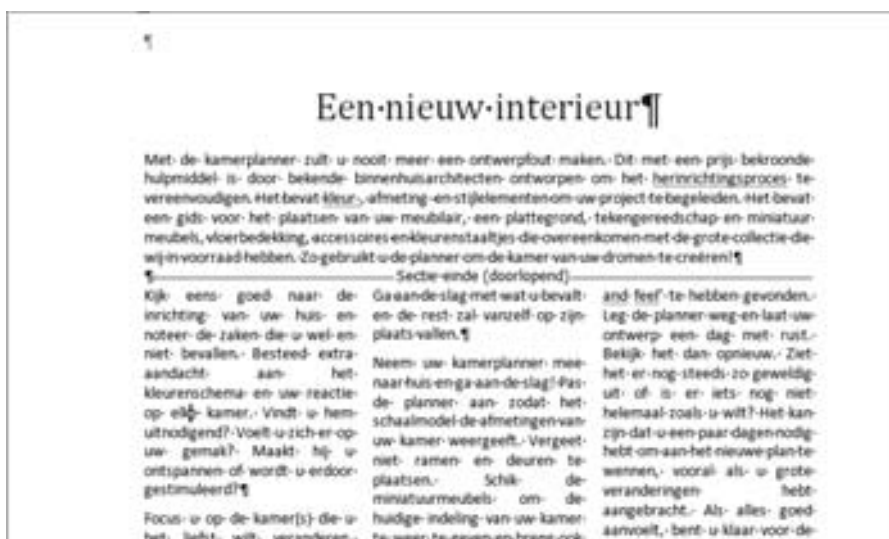 Een nieuw interieur¶
Met de kamerplanner zult u nooit meer een ontwerpfout maken. Dit met een prijs bekroonde
hulpmiddel is door bekende binnenhuisarchitecten ontworpen om het herinrichtingsproces te
vereenvoudigen. Het bevat kleur-, afmeting -en stijlelementen om uw project te begeleiden. Het bevat
een gids voor het plaatsen van uw meubilair, een plattegrond, tekengereedschap en miniatuur
meubels, vloerbedekking, accessoires en kleurenstaaltjes die overeenkomen met de grote collectie die
wij in voorraad hebben. Zo gebruikt u de planner om de kamer van uw dromen te creëren!¶
¶ Sectie-einde (doorlopend)
Kijk eens goed naar de
inrichting van uw huis en
noteer de zaken die u wel en
niet bevallen. Besteed extra
aandacht aan het
kleurenschema en uw reactie
op elke kamer. Vindt u hem
uitnodigend? Voelt u zich er op
uw gemak? Maakt hij u
ontspannen of wordt u erdoor
gestimuleerd?¶
Focus u op de kamer(s) die u
het liefst wilt veranderen.
Ga aan de slag met wat u bevalt
en de rest zal vanzelf op zijn
plaats vallen.¶
Neem uw kamerplanner mee
naar huis en ga aan de slag! Pas
de planner aan zodat het
schaalmodel de afmetingen van
uw kamer weergeeft. Vergeet
niet ramen en deuren te
plaatsen. Schik de
miniatuurmeubels om de
huidige indeling van uw kamer
te weer te geven en breng ook
and feel' te hebben gevonden.
Leg de planner weg en laat uw
ontwerp een dag met rust.
Bekijk het dan opnieuw. Ziet
het er nog steeds zo geweldig
uit of is er iets nog niet
helemaal zoals u wilt? Het kan
zijn dat u een paar dagen nodig
hebt om aan het nieuwe plan te
wennen, vooral als u grote
veranderingen hebt
aangebracht. Als alles goed
aanvoelt, bent u klaar voor de